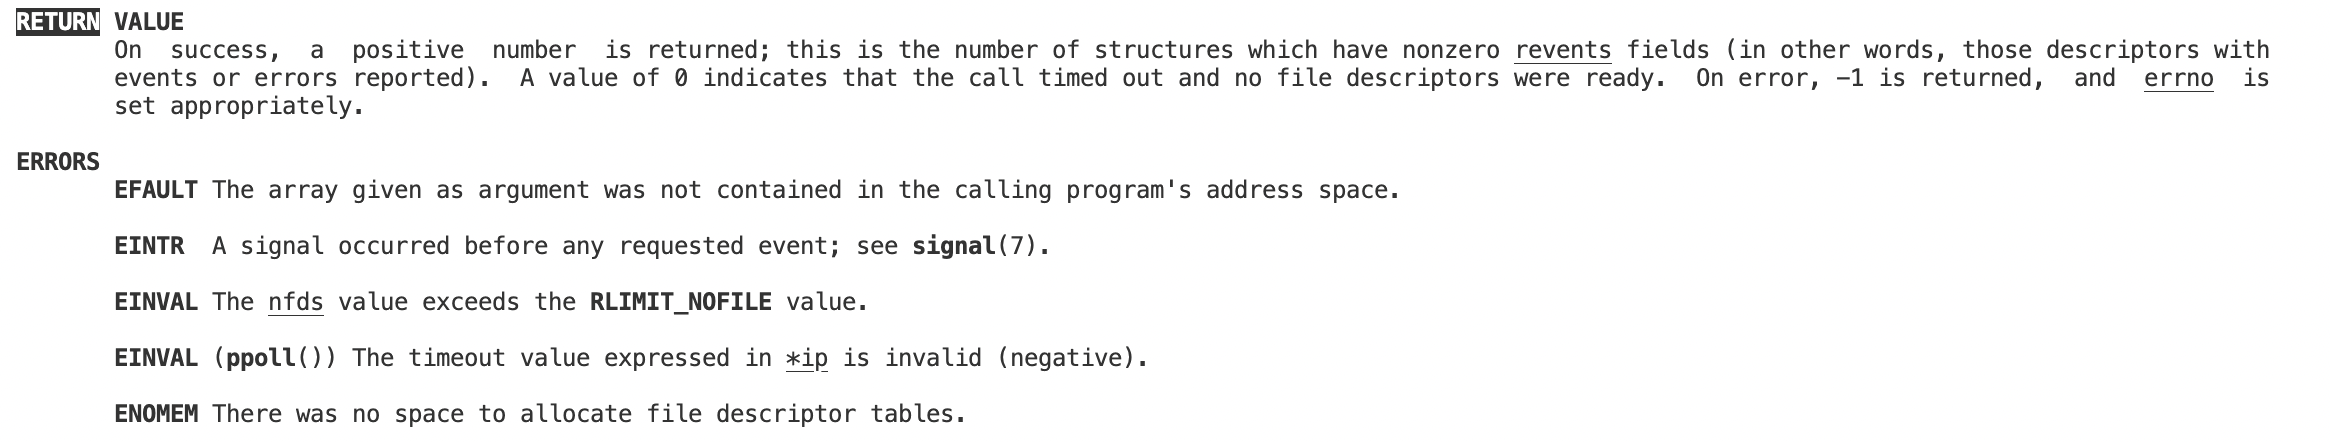 RETURN VALUE
On success, a positive number is returned; this is the number of structures which have nonzero revents fields (in other words, those descriptors with
events or errors reported). A value of 0 indicates that the call timed out and no file descriptors were ready. On error, −1 is returned, and errno is
set appropriately.
ERRORS
EFAULT The array given as argument was not contained in the calling program's address space.
EINTR A signal occurred before any requested event; see signal(7).
EINVAL The nfds value exceeds the RLIMIT_NOFILE value.
EINVAL (ppoll()) The timeout value expressed in *ip is invalid (negative).
ENOMEM There was no space to allocate file descriptor tables.